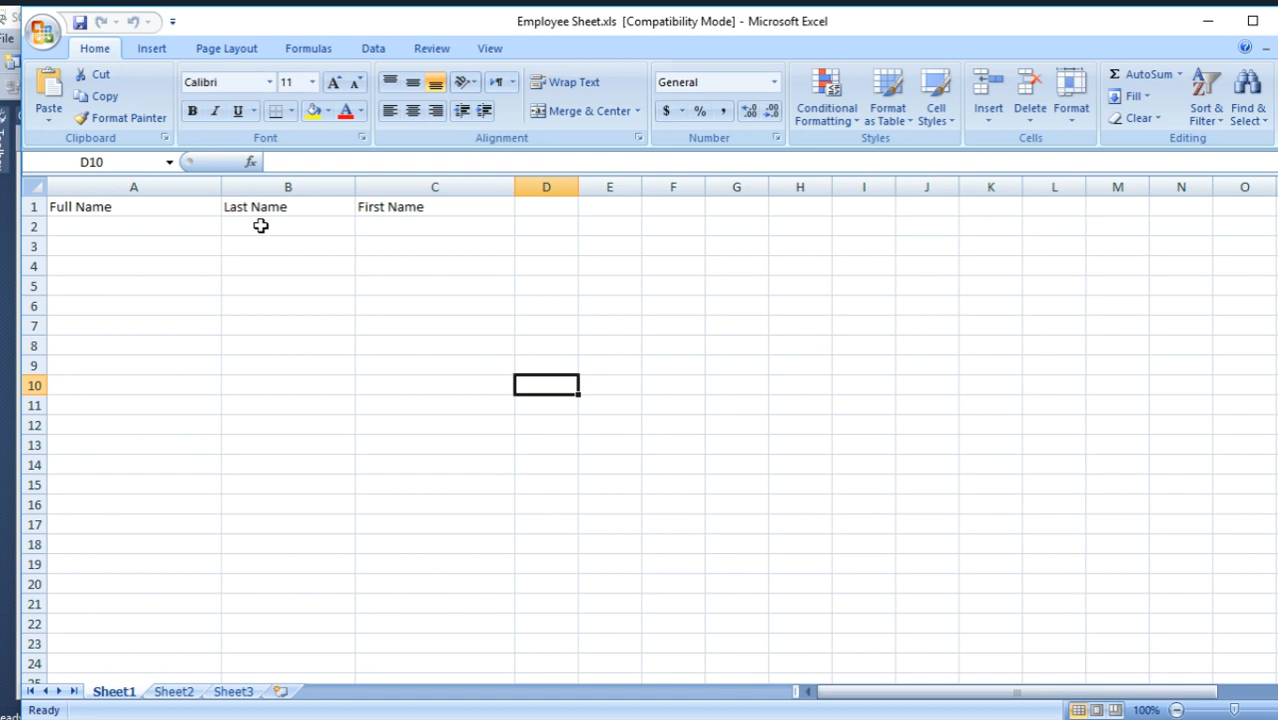 Employee Sheet.xls [Compatibility Mode] - Microsoft Excel
File
Home Insert Page Layout Formulas Data Review View
Paste
Cut
Copy
Format Painter
Clipboard
Calibri 11
B I U
Font
Wrap Text
Merge & Center
Alignment
General
$ % ,
Number
Conditional Formatting
Format as Table
Cell Styles
Styles
Insert
Delete
Format
Cells
Σ AutoSum
Fill
Clear
Sort & Filter
Find & Select
Editing
D10 fx
A B C D E F G H I J K L M N O
1 Full Name Last Name First Name
2
3
4
5
6
7
8
9
10
11
12
13
14
15
16
17
18
19
20
21
22
23
24
Sheet1 Sheet2 Sheet3
Ready 100%